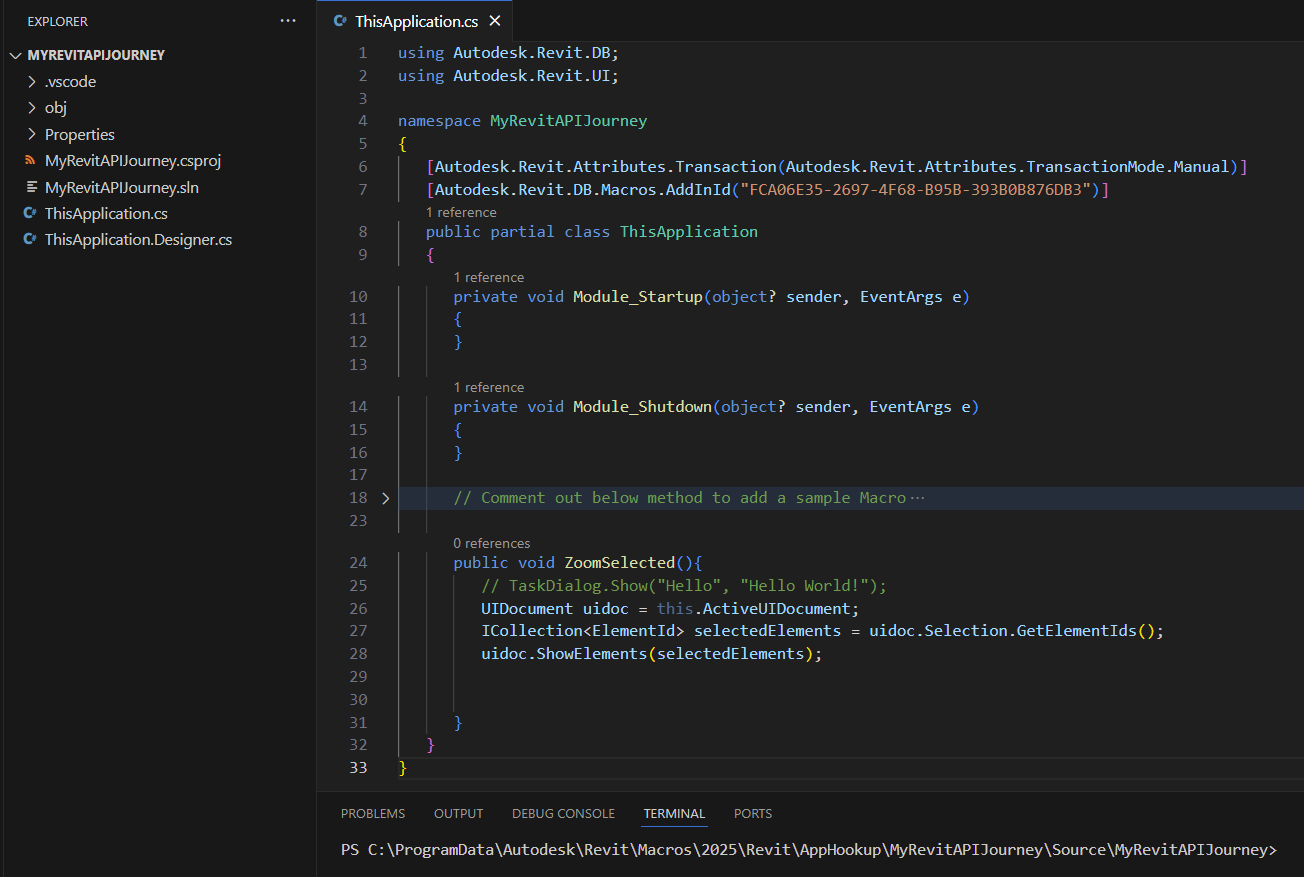 EXPLORER
MYREVITAPIJOURNEY
.vscode
obj
Properties
MyRevitAPIJourney.csproj
MyRevitAPIJourney.sln
C# ThisApplication.cs
C# ThisApplication.Designer.cs
C# ThisApplication.cs
1 using Autodesk.Revit.DB;
2 using Autodesk.Revit.UI;
3
4 namespace MyRevitAPIJourney
5 {
6 [Autodesk.Revit.Attributes.Transaction(Autodesk.Revit.Attributes.TransactionMode.Manual)]
7 [Autodesk.Revit.DB.Macros.AddInId("FCA06E35-2697-4F68-B95B-393B0B876DB3")]
1 reference
8 public partial class ThisApplication
9 {
1 reference
10 private void Module_Startup(object? sender, EventArgs e)
11 {
12 }
13
1 reference
14 private void Module_Shutdown(object? sender, EventArgs e)
15 {
16 }
17
18 // Comment out below method to add a sample Macro ···
23
0 references
24 public void ZoomSelected(){
25 // TaskDialog.Show("Hello", "Hello World!");
26 UIDocument uidoc = this.ActiveUIDocument;
27 ICollection<ElementId> selectedElements = uidoc.Selection.GetElementIds();
28 uidoc.ShowElements(selectedElements);
29
30
31 }
32 }
33 }
PROBLEMS OUTPUT DEBUG CONSOLE TERMINAL PORTS
PS C:\ProgramData\Autodesk\Revit\Macros\2025\Revit\AppHookup\MyRevitAPIJourney\Source\MyRevitAPIJourney>